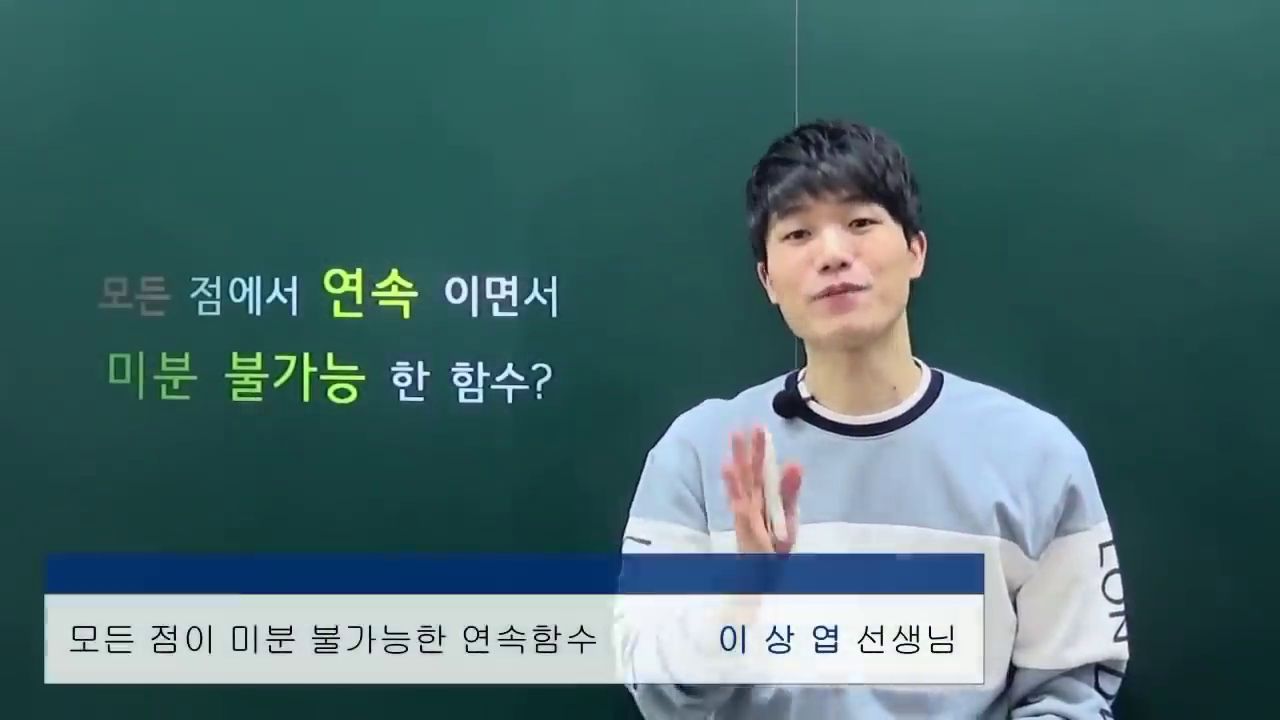 모든 점에서 연속 이면서
미분 불가능 한 함수?
모든 점이 미분 불가능한 연속함수 이 상 엽 선생님
LOND